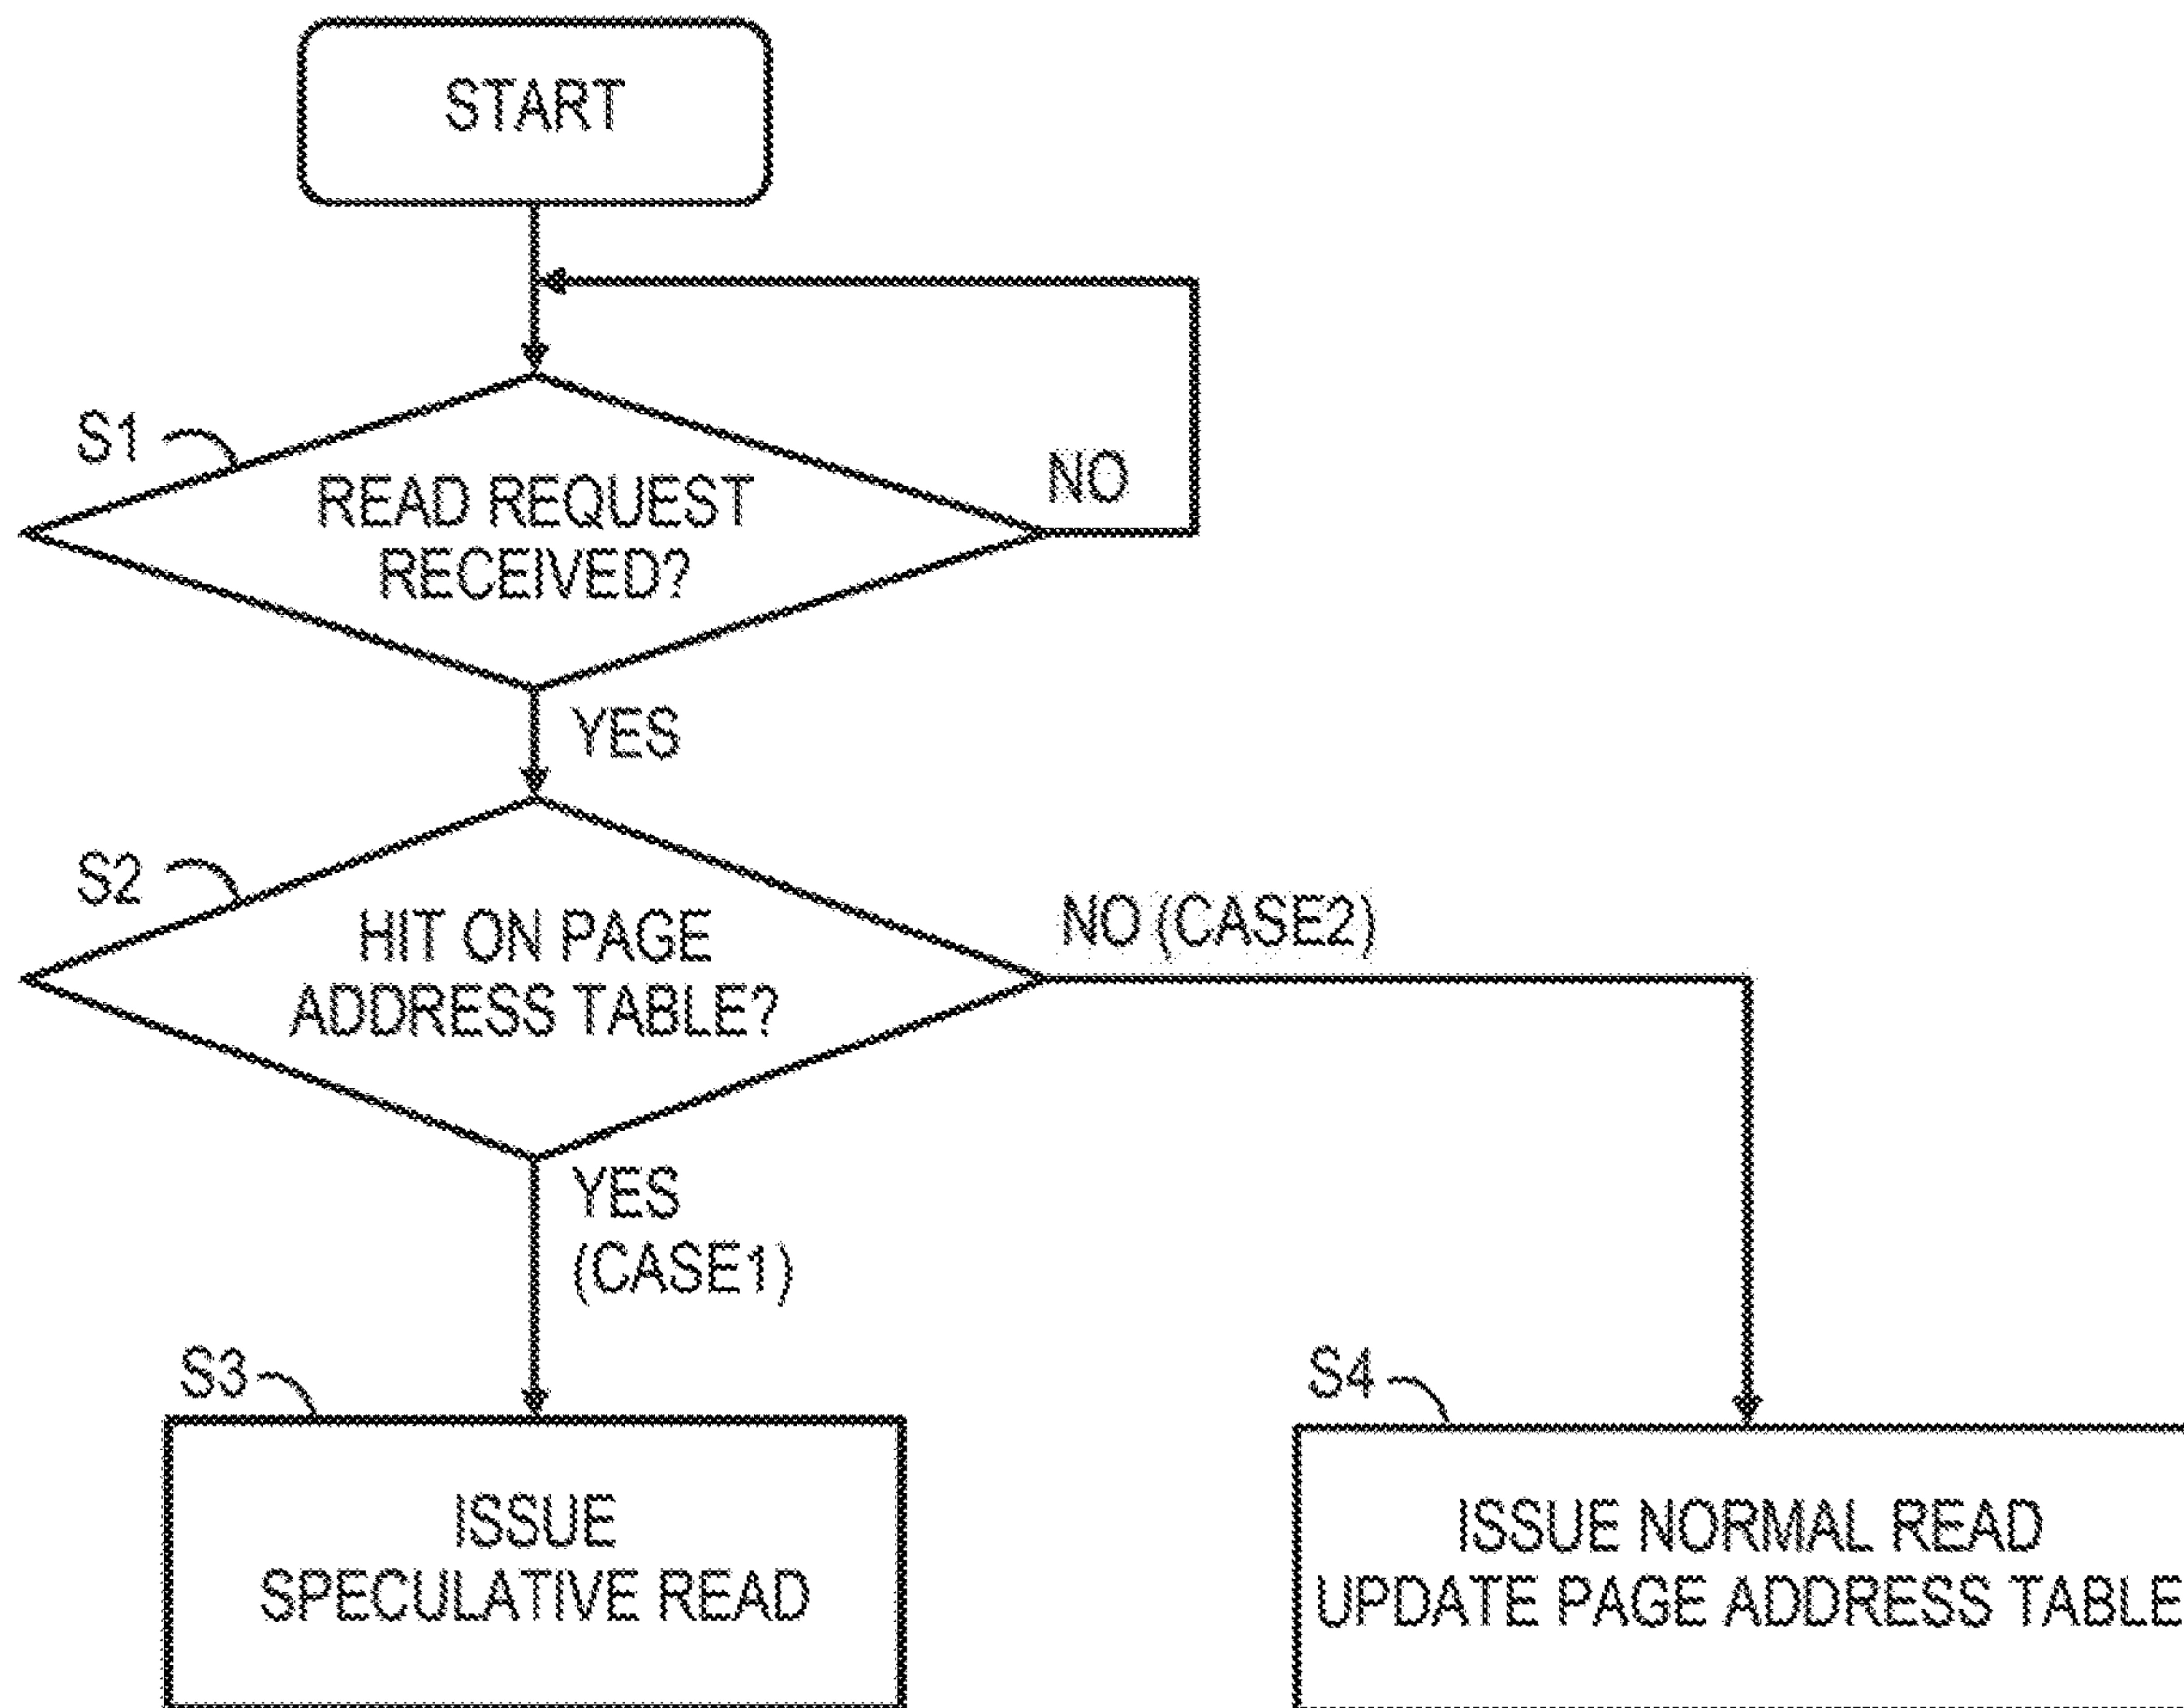 START
S1
READ REQUEST
RECEIVED?
NO
YES
S2
HIT ON PAGE
ADDRESS TABLE?
NO (CASE2)
YES
(CASE1)
S3
ISSUE
SPECULATIVE READ
S4
ISSUE NORMAL READ
UPDATE PAGE ADDRESS TABLE